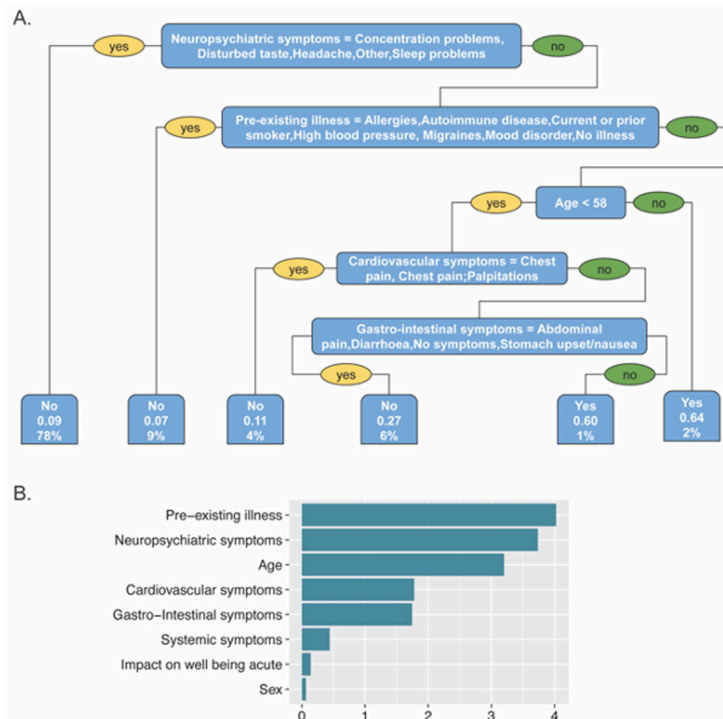 A.
yes
Neuropsychiatric symptoms = Concentration problems,
Disturbed taste,Headache,Other,Sleep problems
no
yes
Pre-existing illness = Allergies,Autoimmune disease,Current or prior
smoker,High blood pressure, Migraines,Mood disorder,No illness
no
yes
Age < 58
no
yes
Cardiovascular symptoms = Chest
pain, Chest pain;Palpitations
no
Gastro-intestinal symptoms = Abdominal
pain,Diarrhoea,No symptoms,Stomach upset/nausea
yes
no
No
0.09
78%
No
0.07
9%
No
0.11
4%
No
0.27
6%
Yes
0.60
1%
Yes
0.64
2%
B.
Pre−existing illness
Neuropsychiatric symptoms
Age
Cardiovascular symptoms
Gastro−Intestinal symptoms
Systemic symptoms
Impact on well being acute
Sex
0 1 2 3 4